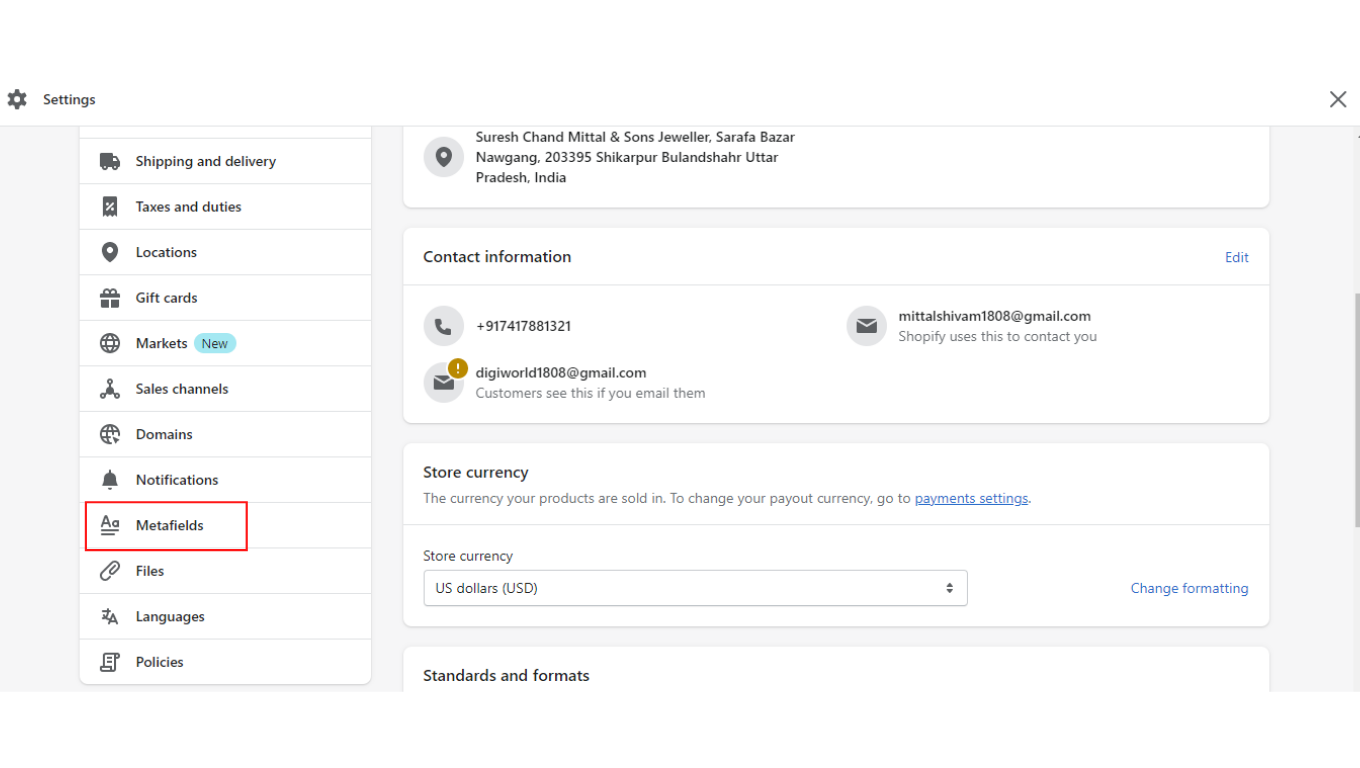 Settings
Shipping and delivery
Taxes and duties
Locations
Gift cards
Markets New
Sales channels
Domains
Notifications
Aa Metafields
Files
Languages
Policies
Suresh Chand Mittal & Sons Jeweller, Sarafa Bazar
Nawgang, 203395 Shikarpur Bulandshahr Uttar
Pradesh, India
Contact information
Edit
+917417881321
mittalshivam1808@gmail.com
Shopify uses this to contact you
digiworld1808@gmail.com
Customers see this if you email them
Store currency
The currency your products are sold in. To change your payout currency, go to payments settings.
Store currency
US dollars (USD)
Change formatting
Standards and formats